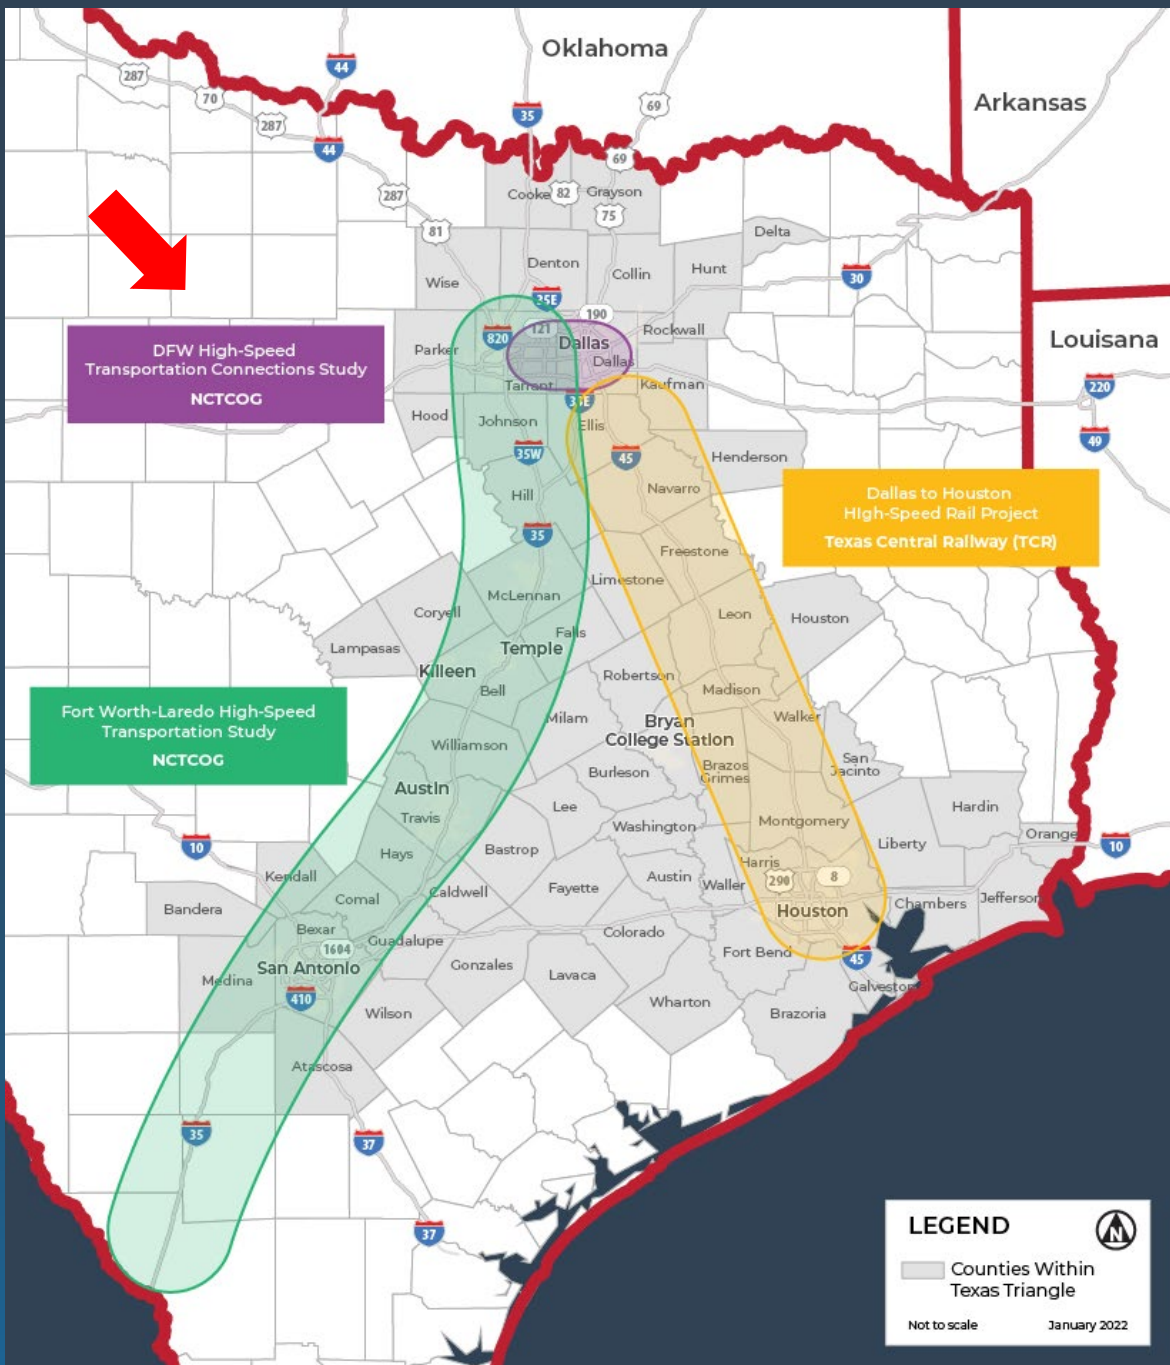 Oklahoma
Arkansas
Louisiana
44
287
70
287
44
35
69
69
287
81
Cooke
82
Grayson
75
Delta
Wise
Denton
Collin
Hunt
30
35E
190
820
121
Dallas
Rockwall
Parker
Dallas
Tarrant
Kaufman
35E
220
49
DFW High-Speed
Transportation Connections Study
NCTCOG
Hood
Johnson
Ellis
35W
45
Henderson
Hill
Navarro
35
Freestone
Dallas to Houston
HIgh-Speed Rail Project
Texas Central Rallway (TCR)
Limestone
McLennan
Coryell
Leon
Houston
Falls
Lampasas
Temple
Killeen
Robertson
Bell
Madison
Milam
Bryan
College Station
Walker
Fort Worth-Laredo High-Speed
Transportation Study
NCTCOG
Williamson
San
Jacinto
Burleson
Brazos
Grimes
Austin
Lee
Hardin
Travis
Washington
Montgomery
Orange
10
10
Hays
Bastrop
Liberty
Harris
Kendall
Austin
290
8
Waller
Caldwell
Fayette
Comal
Chambers
Jefferson
Bandera
Houston
Bexar
1604
Guadalupe
Colorado
Fort Bend
45
San Antonio
Gonzales
Lavaca
Medina
410
Galveston
Wharton
Wilson
Brazoria
Atascosa
35
37
37
LEGEND
N
Counties Within
Texas Triangle
Not to scale
January 2022